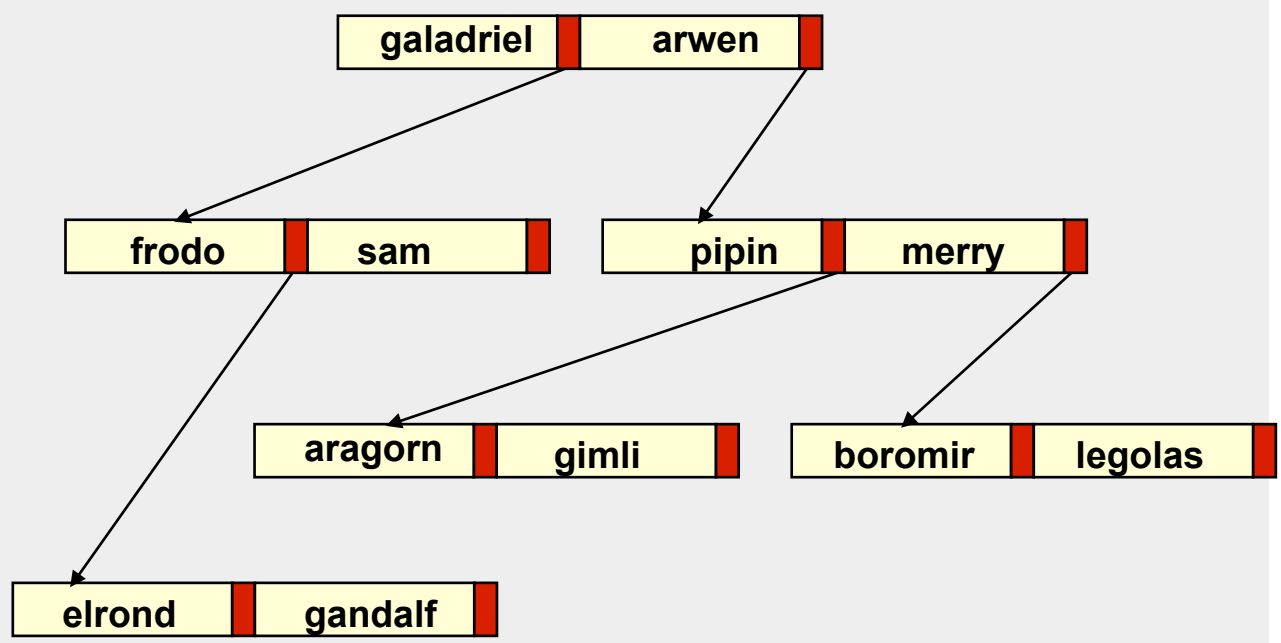 galadriel arwen
frodo sam pipin merry
aragorn gimli boromir legolas
elrond gandalf